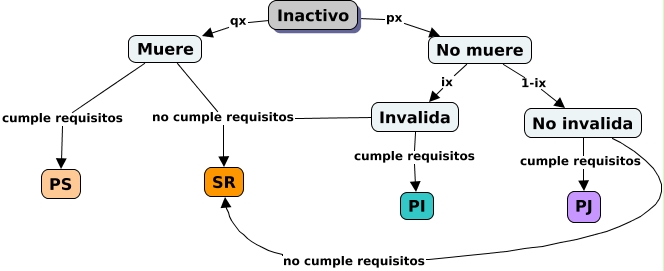 Inactivo
qx
px
Muere
No muere
ix
1-ix
cumple requisitos
no cumple requisitos
Invalida
No invalida
cumple requisitos
cumple requisitos
PS
SR
PI
PJ
no cumple requisitos